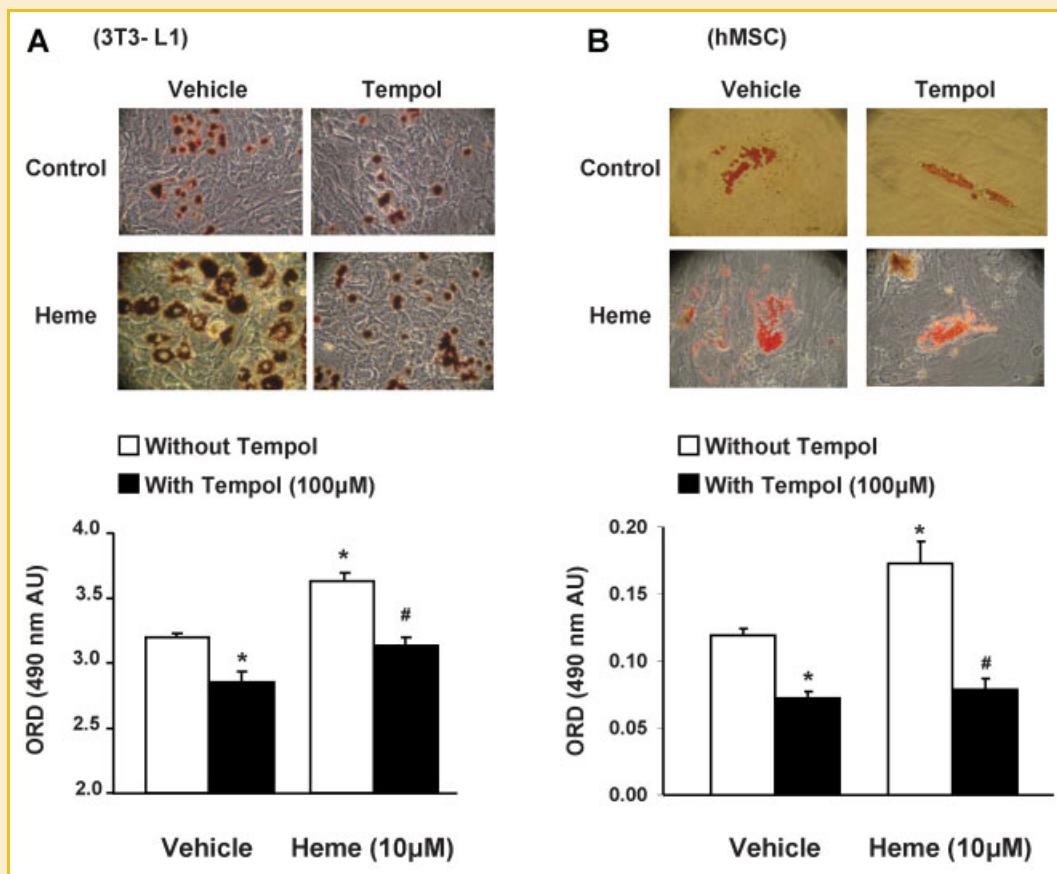 A (3T3- L1)
Vehicle Tempol
Control
Heme
Without Tempol
With Tempol (100µM)
ORD (490 nm AU)
4.0
3.5
3.0
2.5
2.0
*
*
#
Vehicle Heme (10µM)
B (hMSC)
Vehicle Tempol
Control
Heme
Without Tempol
With Tempol (100µM)
ORD (490 nm AU)
0.20
0.15
0.10
0.05
0.00
*
*
#
Vehicle Heme (10µM)